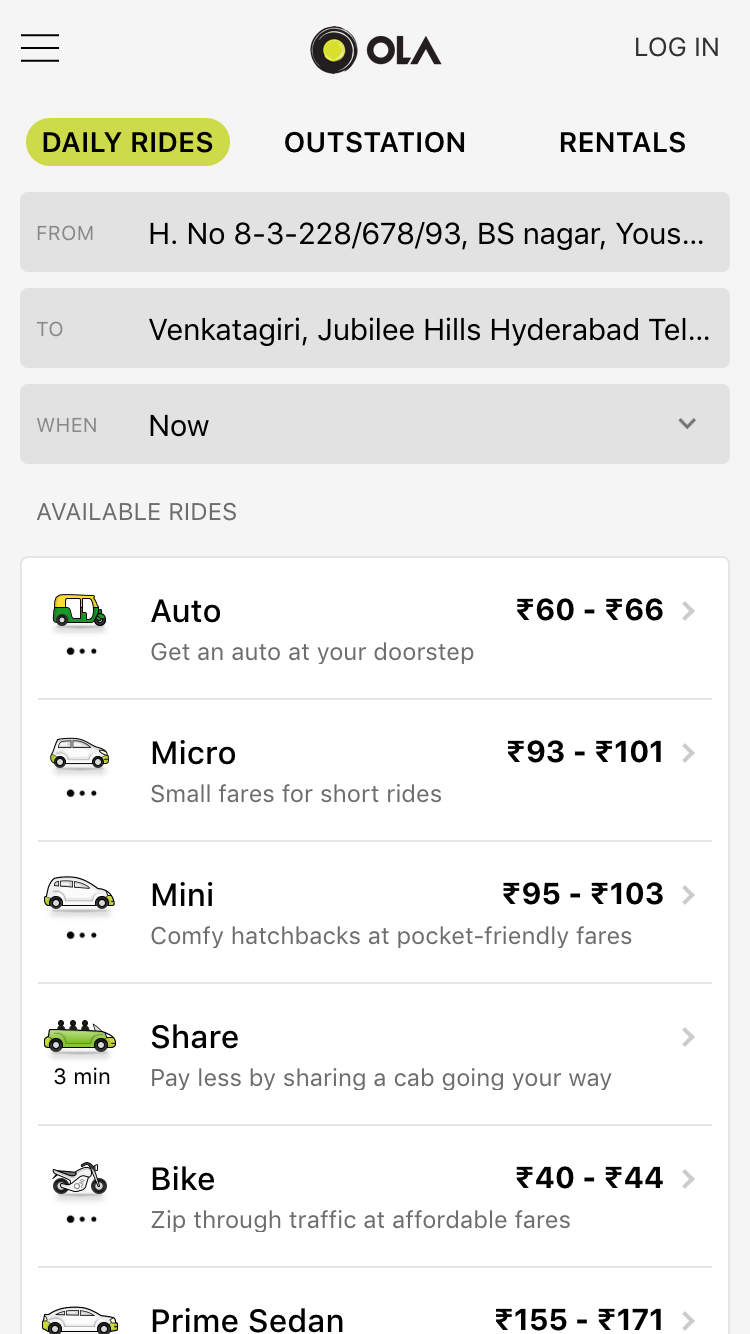 OLA
LOG IN
DAILY RIDES OUTSTATION RENTALS
FROM H. No 8-3-228/678/93, BS nagar, Yous...
TO Venkatagiri, Jubilee Hills Hyderabad Tel...
WHEN Now
AVAILABLE RIDES
Auto ₹60 - ₹66
Get an auto at your doorstep
Micro ₹93 - ₹101
Small fares for short rides
Mini ₹95 - ₹103
Comfy hatchbacks at pocket-friendly fares
Share
3 min Pay less by sharing a cab going your way
Bike ₹40 - ₹44
Zip through traffic at affordable fares
Prime Sedan ₹155 - ₹171